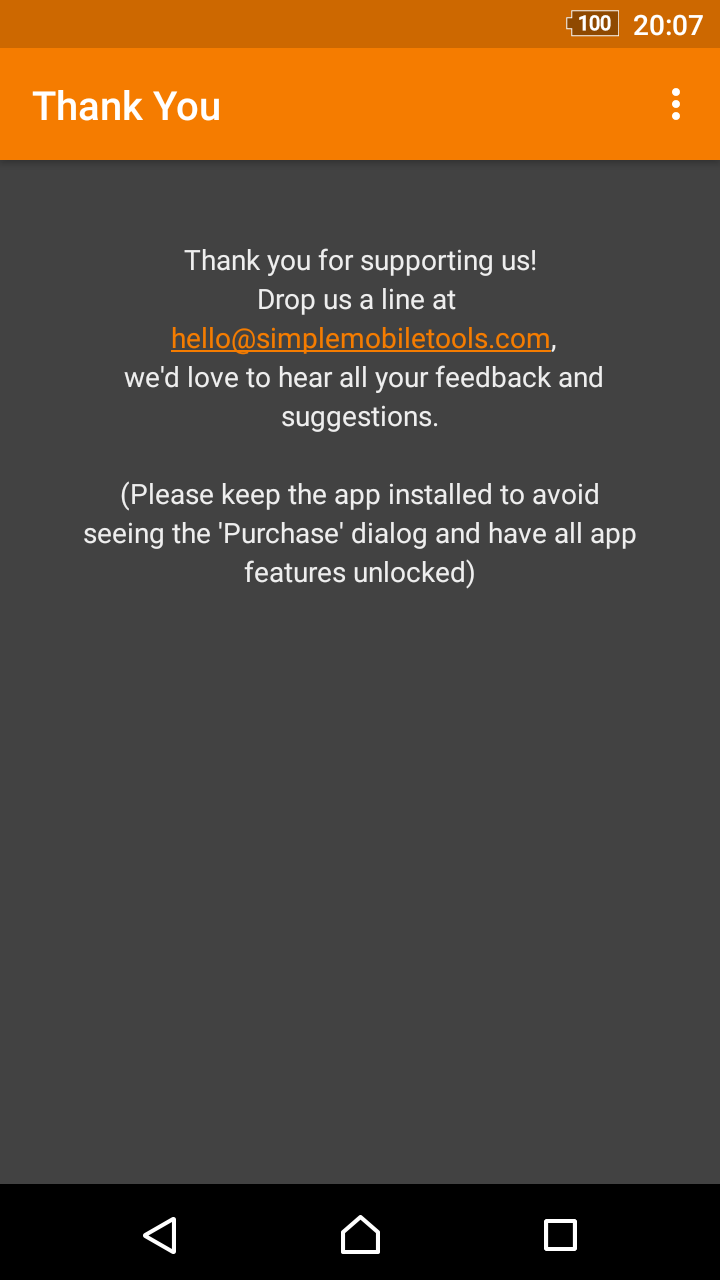 100 20:07
Thank You
Thank you for supporting us!
Drop us a line at
hello@simplemobiletools.com,
we'd love to hear all your feedback and
suggestions.
(Please keep the app installed to avoid
seeing the 'Purchase' dialog and have all app
features unlocked)